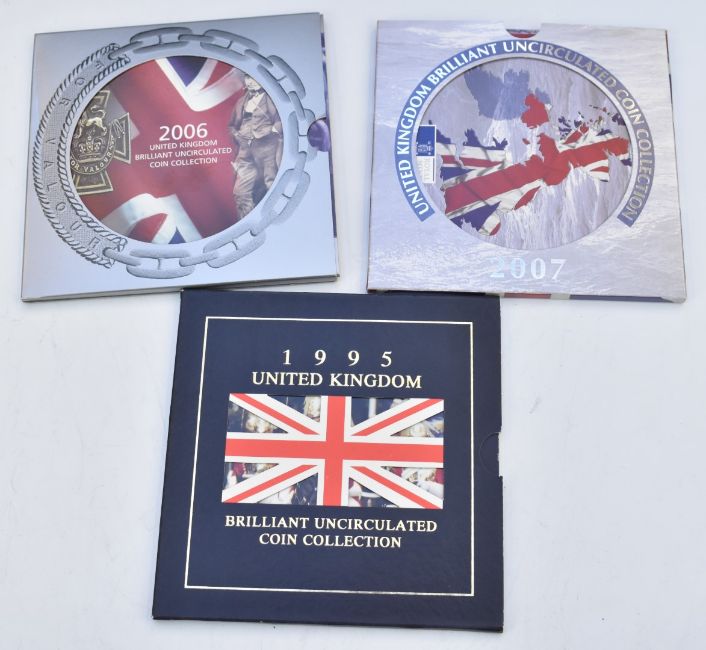 FOR VALOUR
2006
UNITED KINGDOM
BRILLIANT UNCIRCULATED
COIN COLLECTION
UNITED KINGDOM BRILLIANT UNCIRCULATED COIN COLLECTION
2007
1995
UNITED KINGDOM
BRILLIANT UNCIRCULATED
COIN COLLECTION